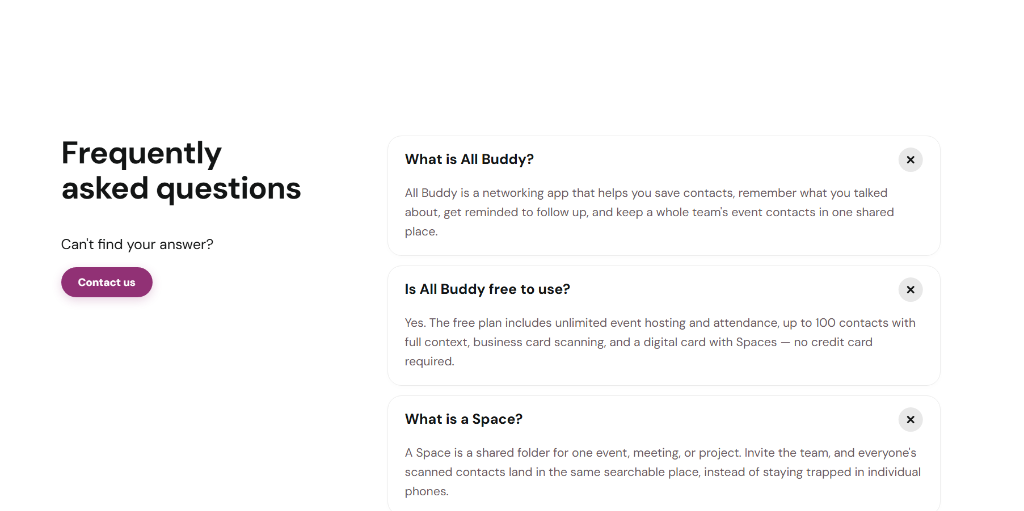 Frequently
asked questions
Can't find your answer?
Contact us
What is All Buddy?
All Buddy is a networking app that helps you save contacts, remember what you talked
about, get reminded to follow up, and keep a whole team's event contacts in one shared
place.
Is All Buddy free to use?
Yes. The free plan includes unlimited event hosting and attendance, up to 100 contacts with
full context, business card scanning, and a digital card with Spaces — no credit card
required.
What is a Space?
A Space is a shared folder for one event, meeting, or project. Invite the team, and everyone's
scanned contacts land in the same searchable place, instead of staying trapped in individual
phones.